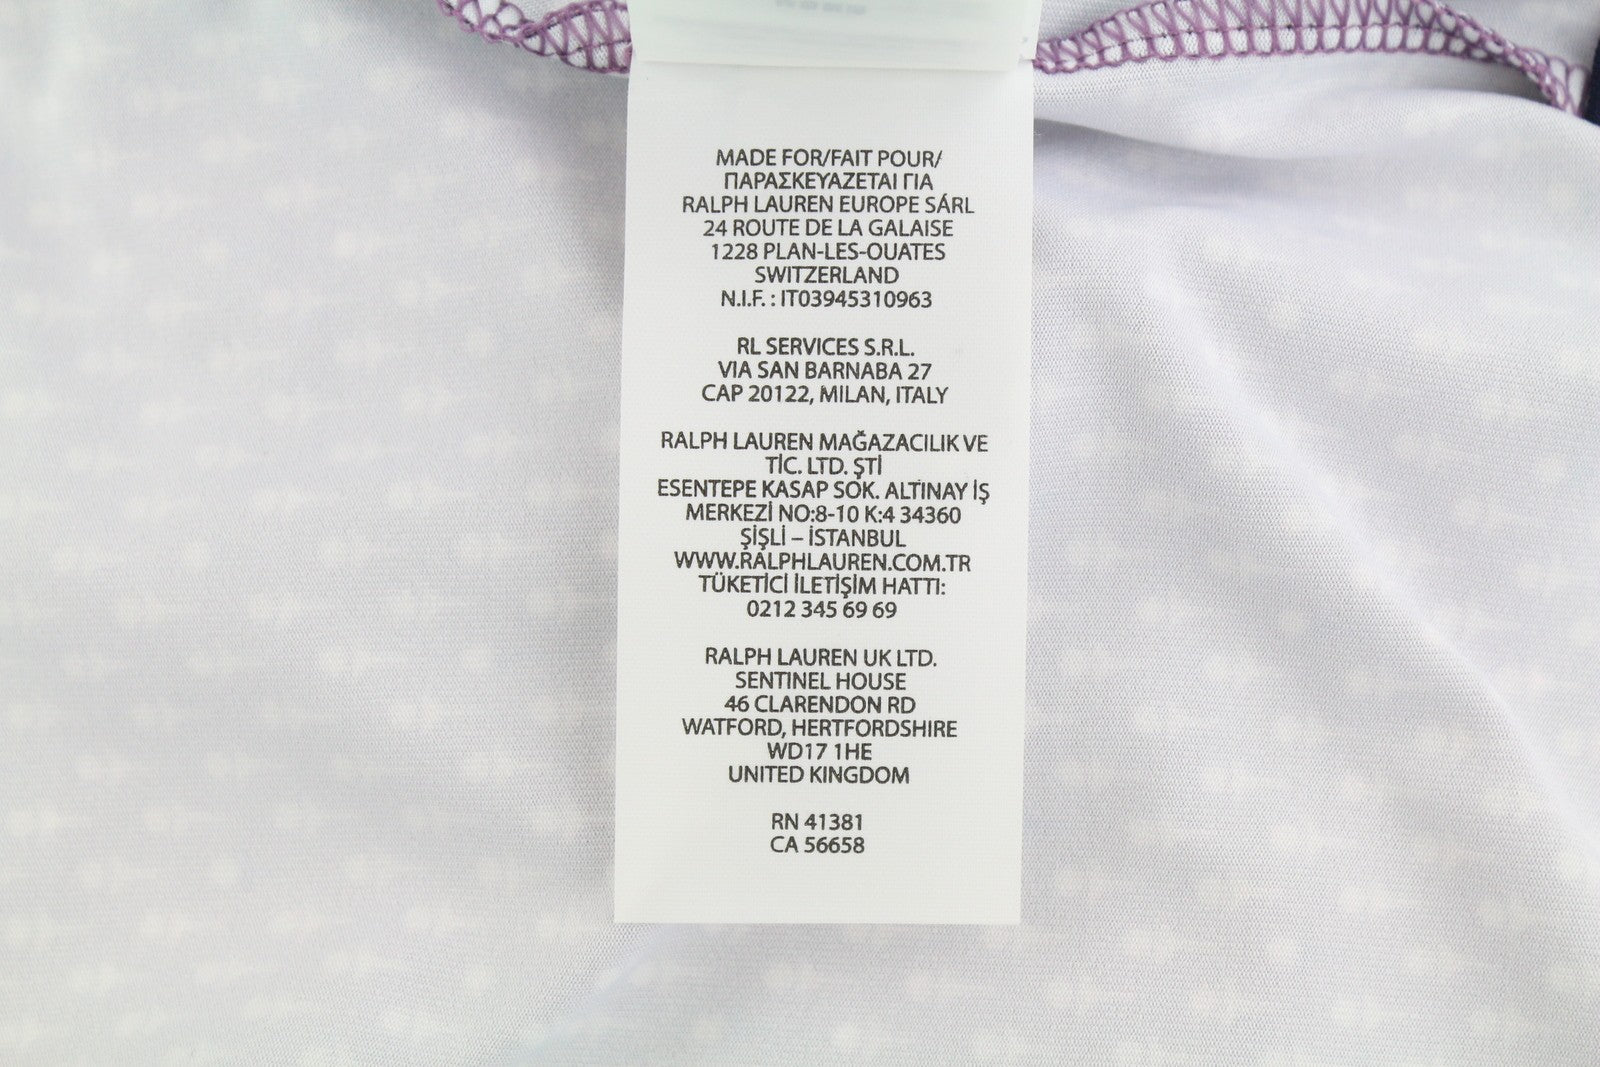 MADE FOR/FAIT POUR/
ΠΑΡΑΣΚΕΥΑΖΕΤΑΙ ΓΙΑ
RALPH LAUREN EUROPE SÁRL
24 ROUTE DE LA GALAISE
1228 PLAN-LES-OUATES
SWITZERLAND
N.I.F. : IT03945310963
RL SERVICES S.R.L.
VIA SAN BARNABA 27
CAP 20122, MILAN, ITALY
RALPH LAUREN MAĞAZACILIK VE
TİC. LTD. ŞTİ
ESENTEPE KASAP SOK. ALTINAY İŞ
MERKEZİ NO:8-10 K:4 34360
ŞİŞLİ – İSTANBUL
WWW.RALPHLAUREN.COM.TR
TÜKETİCİ İLETİŞİM HATTI:
0212 345 69 69
RALPH LAUREN UK LTD.
SENTINEL HOUSE
46 CLARENDON RD
WATFORD, HERTFORDSHIRE
WD17 1HE
UNITED KINGDOM
RN 41381
CA 56658